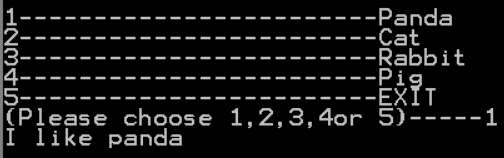 1-------------------------Panda
2-------------------------Cat
3-------------------------Rabbit
4-------------------------Pig
5-------------------------EXIT
(Please choose 1,2,3,4or 5)-----1
I like panda